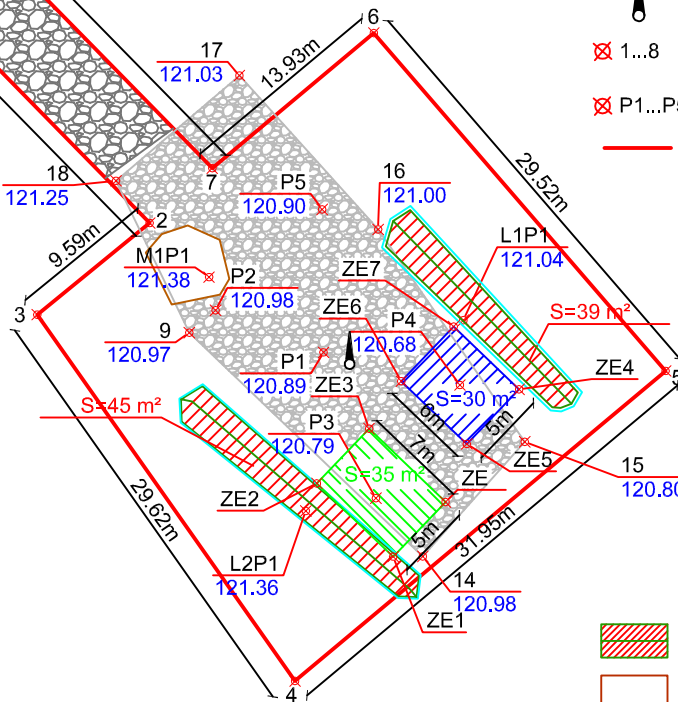 6
1...8
17
121.03
13.93m
P1...P5
7
18
121.25
P5
120.90
16
121.00
29.52m
2
9.59m
M1P1
121.38
P2
120.98
ZE7
L1P1
121.04
3
9
120.97
ZE6
P4
120.68
S=39 m²
P1
120.89
ZE3
S=30 m²
ZE4
5
S=45 m²
6m
5m
P3
120.79
7m
ZE5
S=35 m²
15
120.80
ZE2
ZE
29.62m
5m
31.95m
L2P1
121.36
14
120.98
ZE1
4